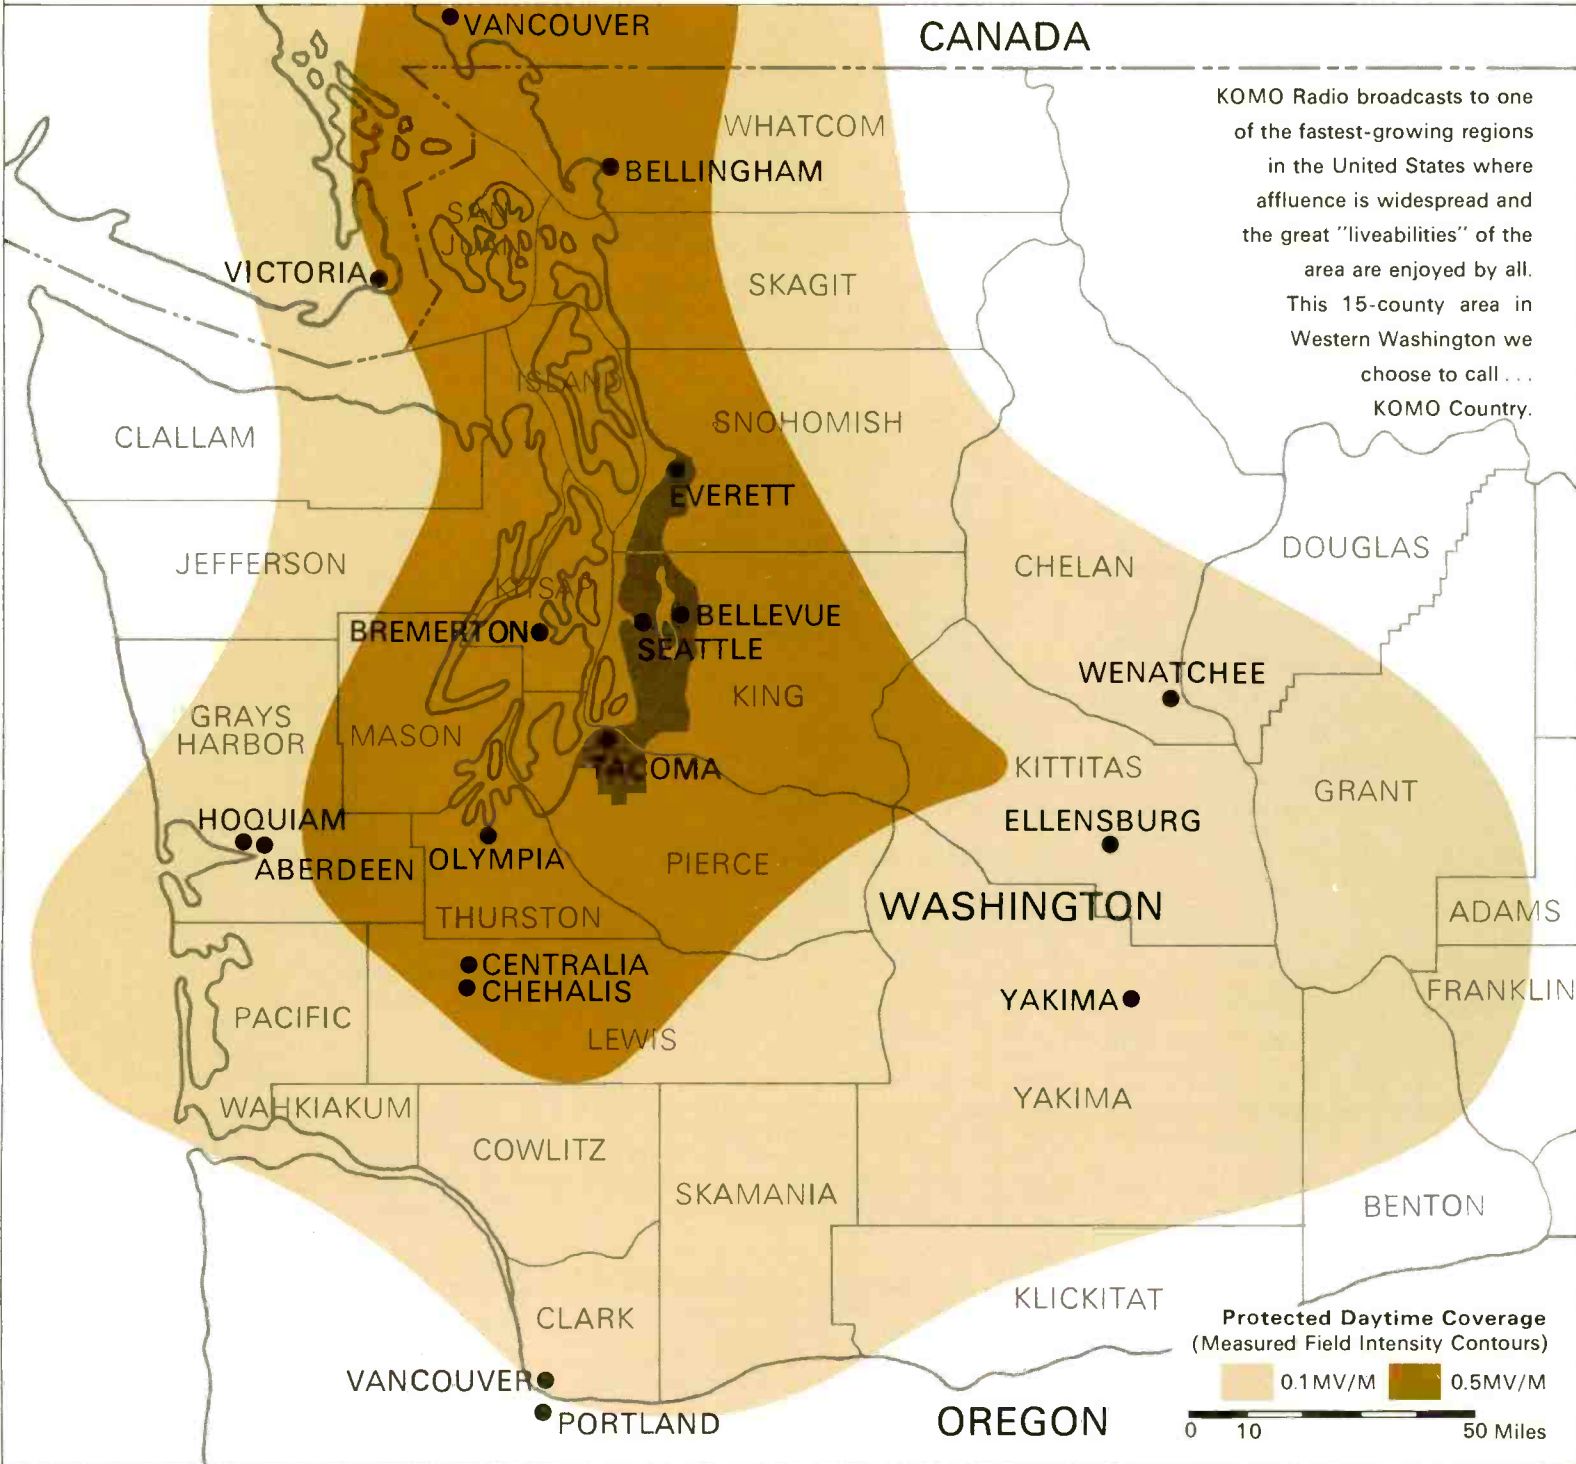 VANCOUVER
CANADA
KOMO Radio broadcasts to one
of the fastest-growing regions
in the United States where
affluence is widespread and
the great "liveabilities" of the
area are enjoyed by all.
This 15-county area in
Western Washington we
choose to call . . .
KOMO Country.
WHATCOM
BELLINGHAM
SAN
JUAN
VICTORIA
SKAGIT
ISLAND
SNOHOMISH
CLALLAM
EVERETT
JEFFERSON
KITSAP
CHELAN
DOUGLAS
BREMERTON
BELLEVUE
SEATTLE
WENATCHEE
KING
GRAYS
HARBOR
MASON
TACOMA
KITTITAS
GRANT
HOQUIAM
ABERDEEN
OLYMPIA
PIERCE
ELLENSBURG
WASHINGTON
THURSTON
ADAMS
CENTRALIA
CHEHALIS
YAKIMA
FRANKLIN
PACIFIC
LEWIS
WAHKIAKUM
YAKIMA
COWLITZ
SKAMANIA
BENTON
KLICKITAT
CLARK
Protected Daytime Coverage
(Measured Field Intensity Contours)
0.1MV/M 0.5MV/M
VANCOUVER
PORTLAND
OREGON
0 10 50 Miles